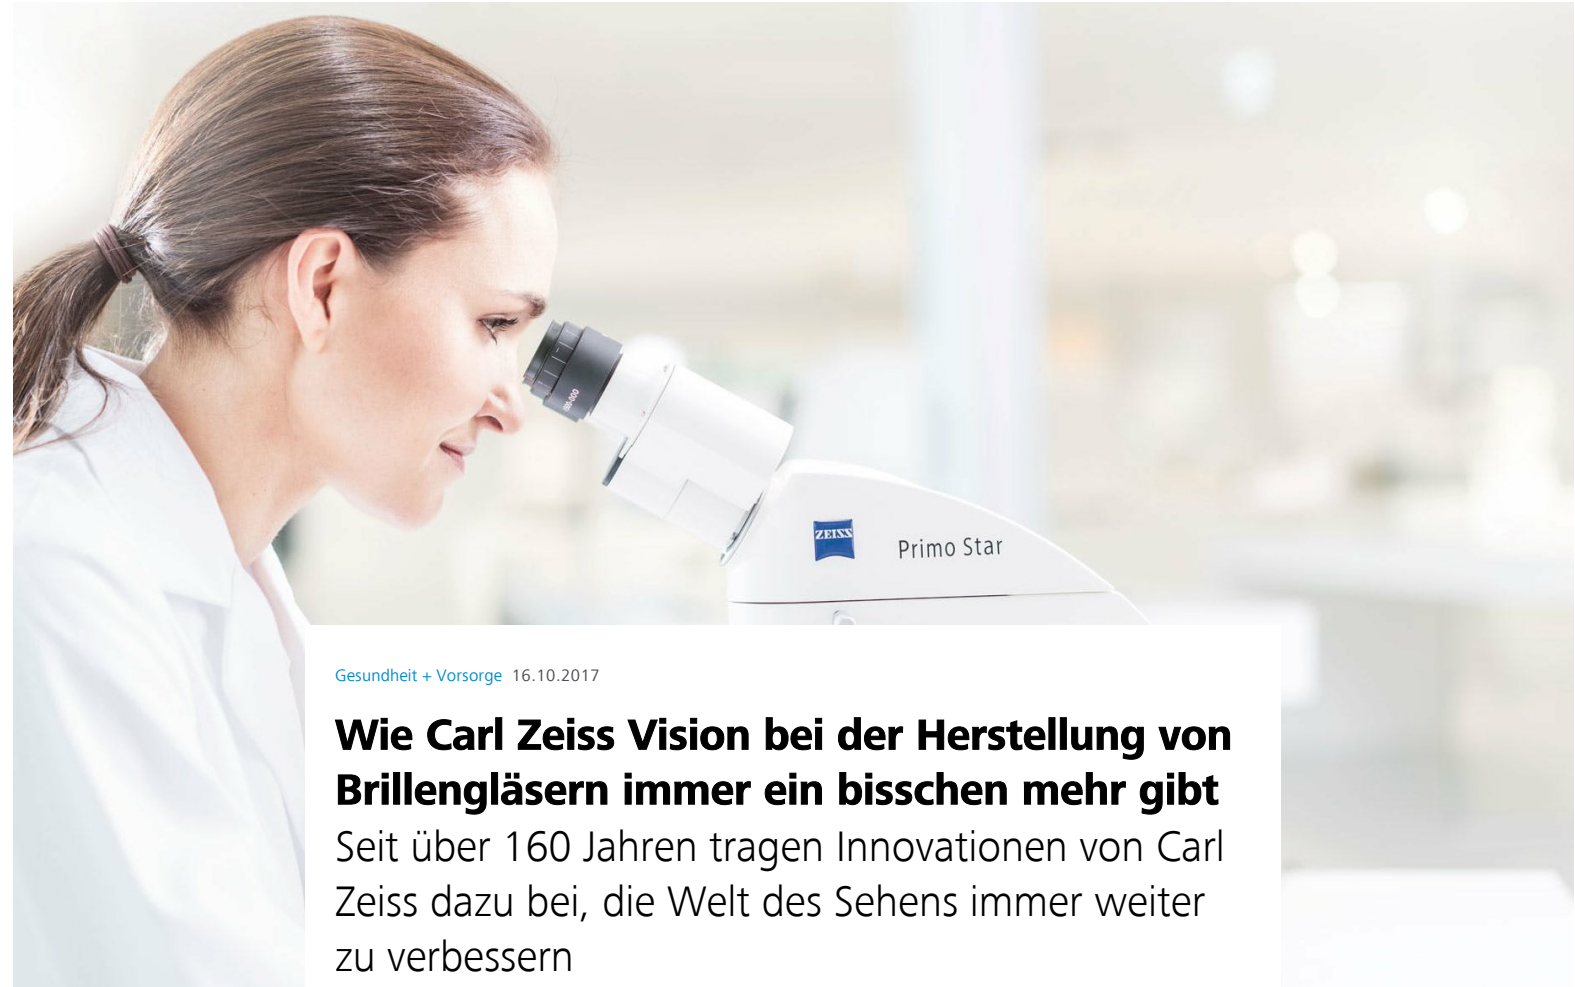 ZEISS
Primo Star
Gesundheit + Vorsorge 16.10.2017
Wie Carl Zeiss Vision bei der Herstellung von
Brillengläsern immer ein bisschen mehr gibt
Seit über 160 Jahren tragen Innovationen von Carl
Zeiss dazu bei, die Welt des Sehens immer weiter
zu verbessern